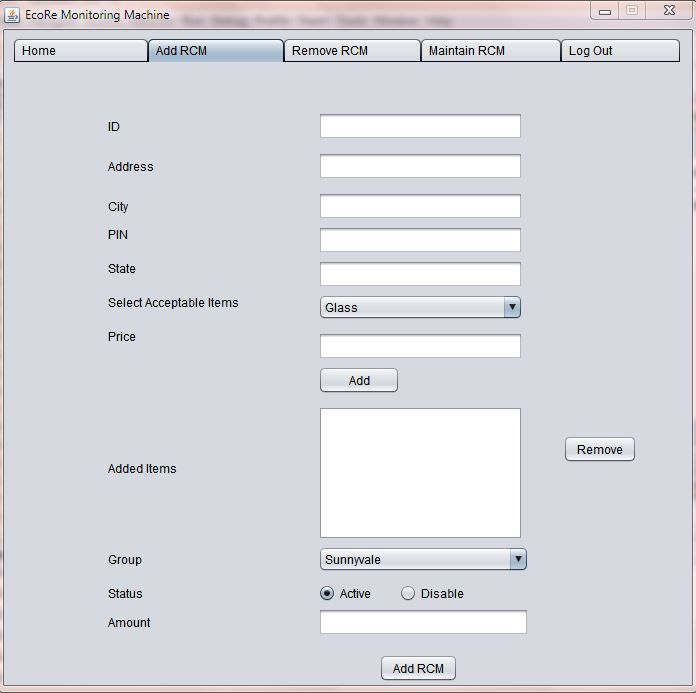 EcoRe Monitoring Machine
Home Add RCM Remove RCM Maintain RCM Log Out
ID
Address
City
PIN
State
Select Acceptable Items Glass
Price
Add
Added Items
Remove
Group Sunnyvale
Status Active Disable
Amount
Add RCM